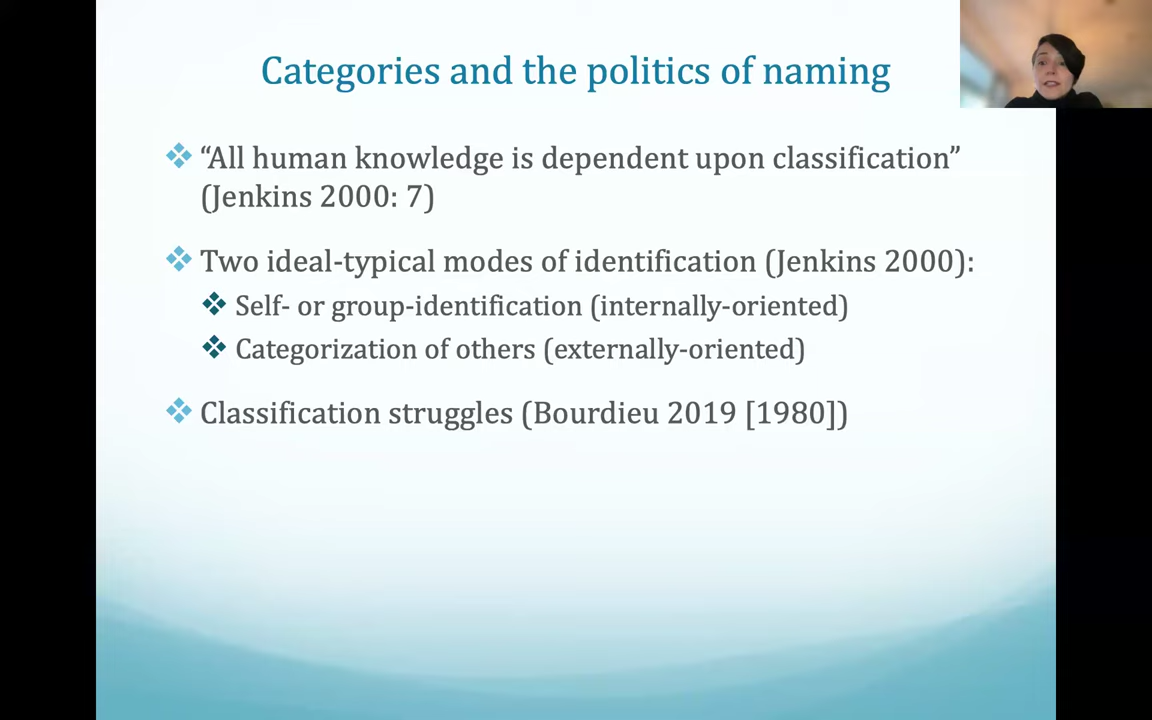 Categories and the politics of naming
“All human knowledge is dependent upon classification”
(Jenkins 2000: 7)
Two ideal-typical modes of identification (Jenkins 2000):
Self- or group-identification (internally-oriented)
Categorization of others (externally-oriented)
Classification struggles (Bourdieu 2019 [1980])